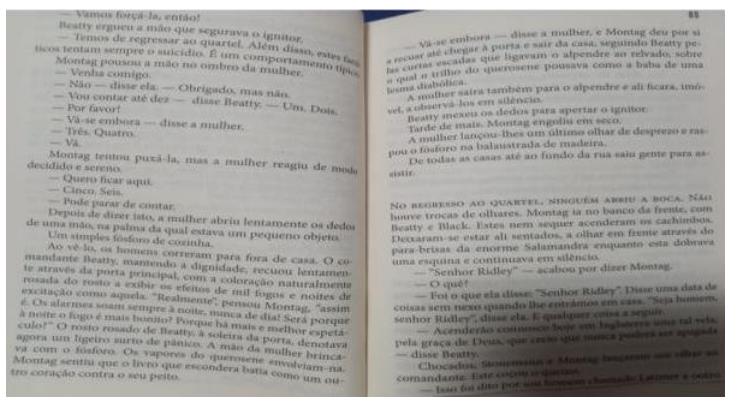 — Vamos forçá-la, então!
Beatty ergueu a mão que segurava o ignitor.
— Temos de regressar ao quartel. Além disso, estes faná-
ticos tentam sempre o suicídio. É um comportamento típico.
Montag pousou a mão no ombro da mulher.
— Venha comigo.
— Não — disse ela. — Obrigado, mas não.
— Vou contar até dez — disse Beatty. — Um. Dois.
— Por favor!
— Vá-se embora — disse a mulher.
— Três. Quatro.
— Vá.
Montag tentou puxá-la, mas a mulher reagiu de modo
decidido e sereno.
— Quero ficar aqui.
— Cinco. Seis.
— Pode parar de contar.
Depois de dizer isto, a mulher abriu lentamente os dedos
de uma mão, na palma da qual estava um pequeno objeto.
Um simples fósforo de cozinha.
Ao vê-lo, os homens correram para fora de casa. O co-
mandante Beatty, mantendo a dignidade, recuou lentamen-
te através da porta principal, com a coloração naturalmente
rosada do rosto a exibir os efeitos de mil fogos e noites de
excitação como aquela. "Realmente", pensou Montag, "assim
é. Os alarmes soam sempre à noite, nunca de dia! Será porque
à noite o fogo é mais bonito? Porque há mais e melhor espetá-
culo?" O rosto rosado de Beatty, à soleira da porta, denotava
agora um ligeiro surto de pânico. A mão da mulher brinca-
va com o fósforo. Os vapores do querosene envolviam-na.
Montag sentiu que o livro que escondera batia como um ou-
tro coração contra o seu peito.
— Vá-se embora — disse a mulher, e Montag deu por si
a recuar até chegar à porta e sair da casa, seguindo Beatty pe-
las curtas escadas que ligavam o alpendre ao relvado, sobre
o qual o trilho do querosene pousava como a baba de uma
lesma diabólica.
A mulher saíra também para o alpendre e ali ficara, imó-
vel, a observá-los em silêncio.
Beatty mexeu os dedos para apertar o ignitor.
Tarde de mais. Montag engoliu em seco.
A mulher lançou-lhes um último olhar de desprezo e ras-
pou o fósforo na balaustrada de madeira.
De todas as casas até ao fundo da rua saiu gente para as-
sistir.
NO REGRESSO AO QUARTEL, NINGUÉM ABRIU A BOCA. NÃO
houve trocas de olhares. Montag ia no banco da frente, com
Beatty e Black. Estes nem sequer acenderam os cachimbos.
Deixaram-se estar ali sentados, a olhar em frente através do
para-brisas da enorme Salamandra enquanto esta dobrava
uma esquina e continuava em silêncio.
— "Senhor Ridley" — acabou por dizer Montag.
— O quê?
— Foi o que ela disse: "Senhor Ridley". Disse uma data de
coisas sem nexo quando lhe entrámos em casa. "Seja homem,
senhor Ridley", disse ela. E qualquer coisa a seguir.
— Acenderão connosco hoje em Inglaterra uma tal vela,
pela graça de Deus, que creio que nunca poderá ser apagada
— disse Beatty.
Chocados, Stoneman e Montag lançaram um olhar ao
comandante. Este coçou o queixo.
— Isso foi dito por um homem chamado Latimer a outro